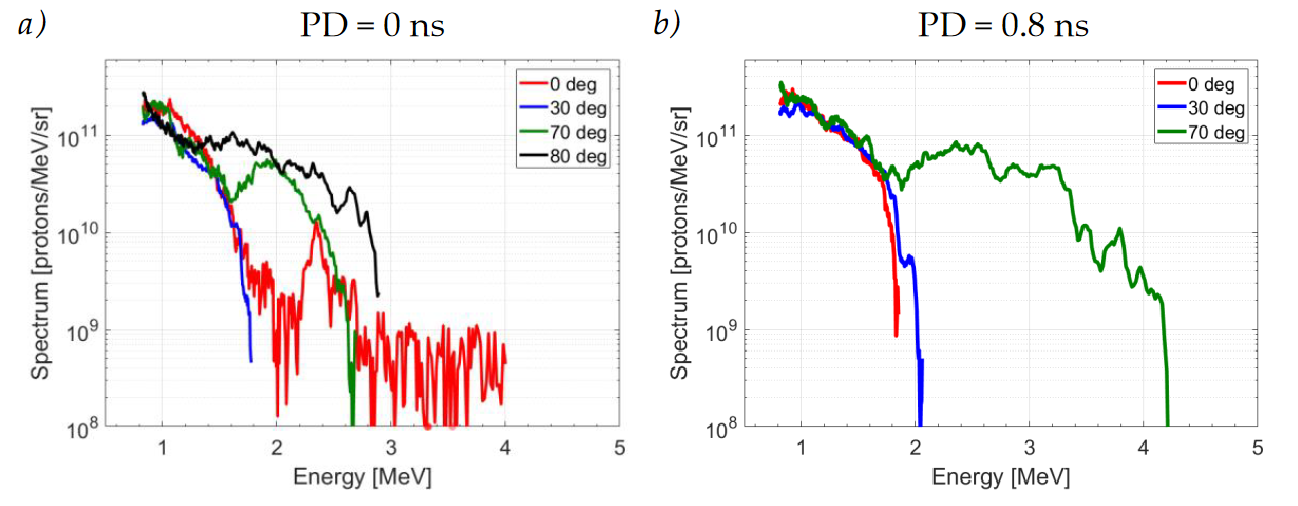 a)
PD = 0 ns
Spectrum [protons/MeV/sr]
10^11
10^10
10^9
10^8
0 deg
30 deg
70 deg
80 deg
1 2 3 4 5
Energy [MeV]
b)
PD = 0.8 ns
Spectrum [protons/MeV/sr]
10^11
10^10
10^9
10^8
0 deg
30 deg
70 deg
1 2 3 4 5
Energy [MeV]